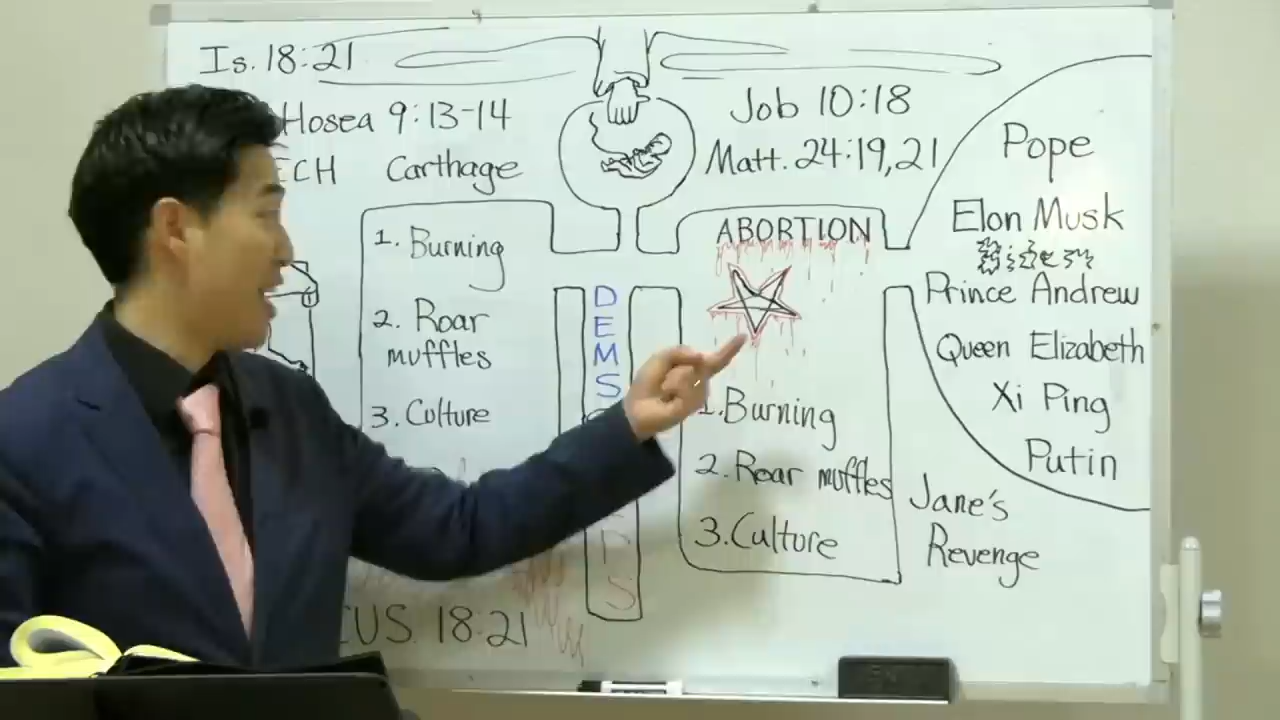 Is. 18:21
Hosea 9:13-14
ECH Carthage
1. Burning
2. Roar
muffles
3. Culture
CUS. 18:21
DEMS
Job 10:18
Matt. 24:19,21
ABORTION
1. Burning
2. Roar muffles
3. Culture
Pope
Elon Musk
Prince Andrew
Queen Elizabeth
Xi Ping
Putin
Jane's
Revenge